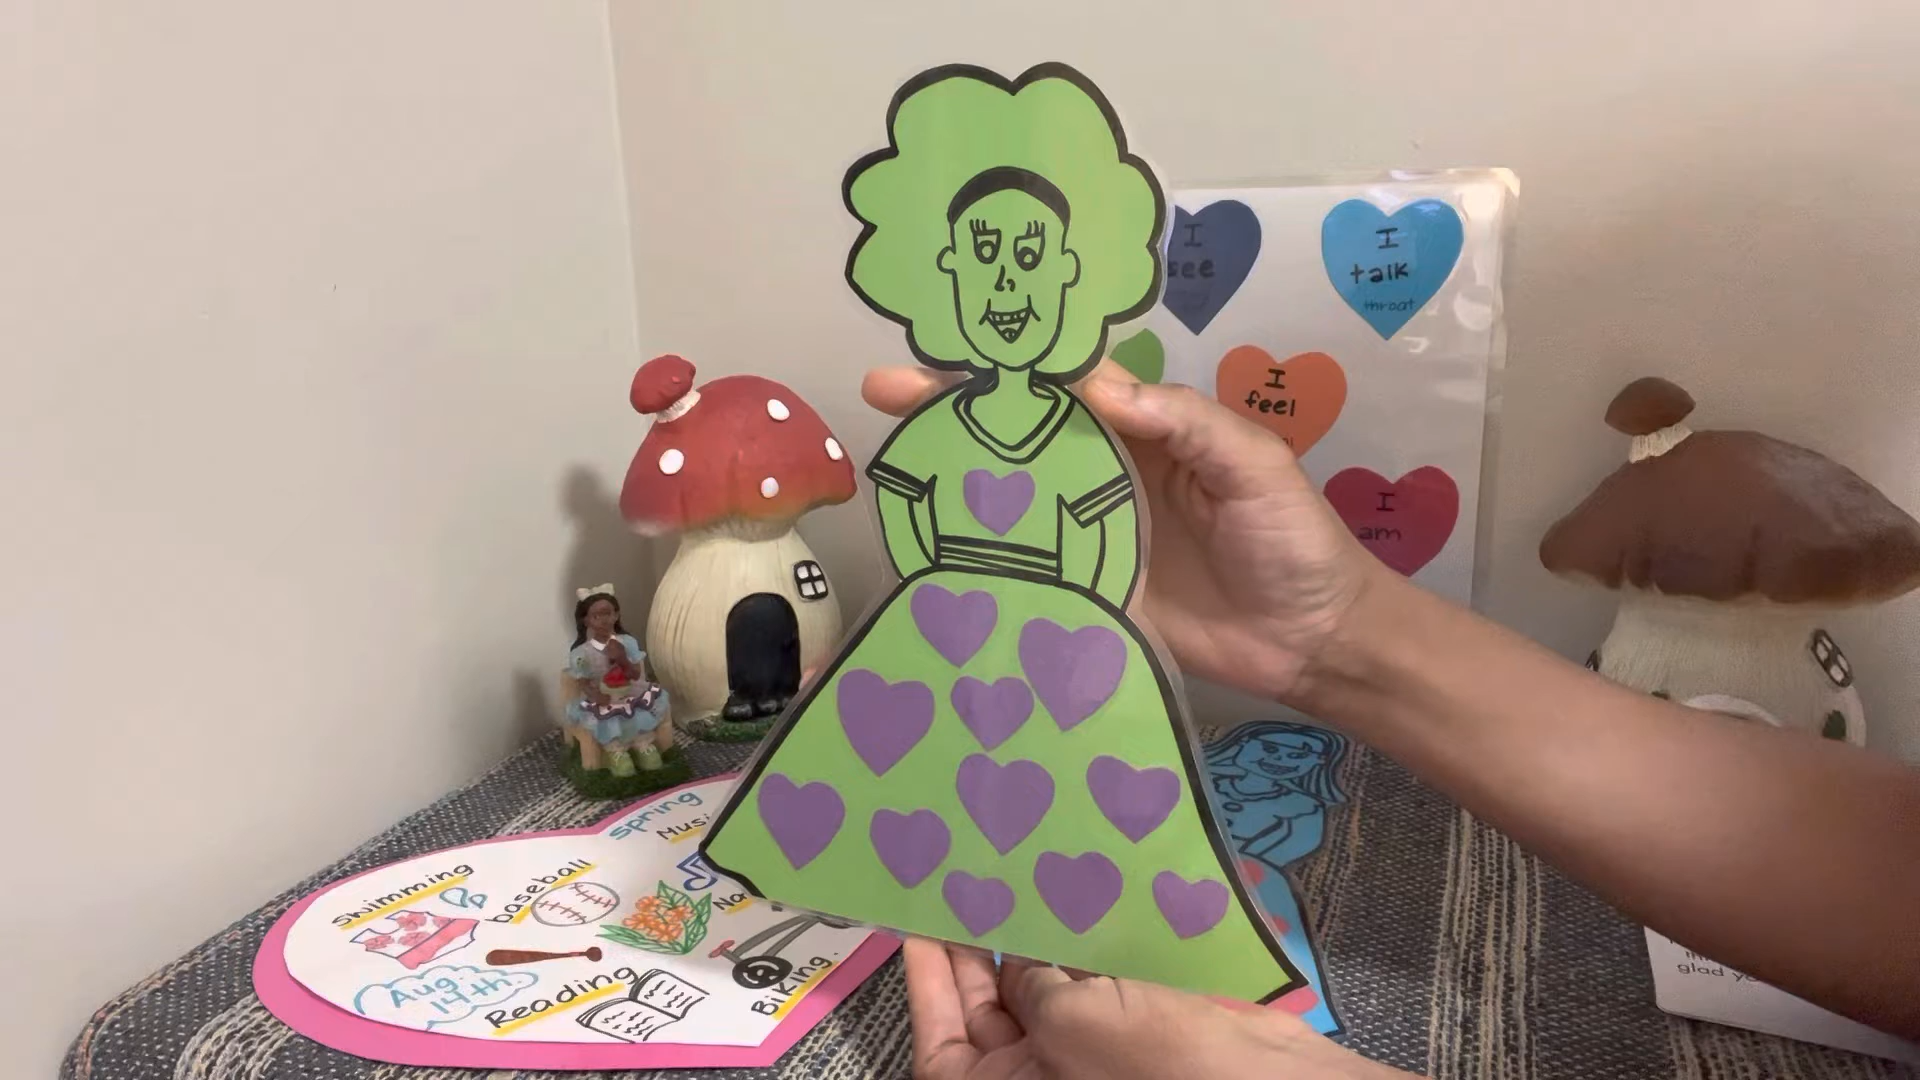 I
see
I
talk
throat
I
feel
I
am
spring
Swimming
baseball
Aug
14th.
Reading
Biking.
glad